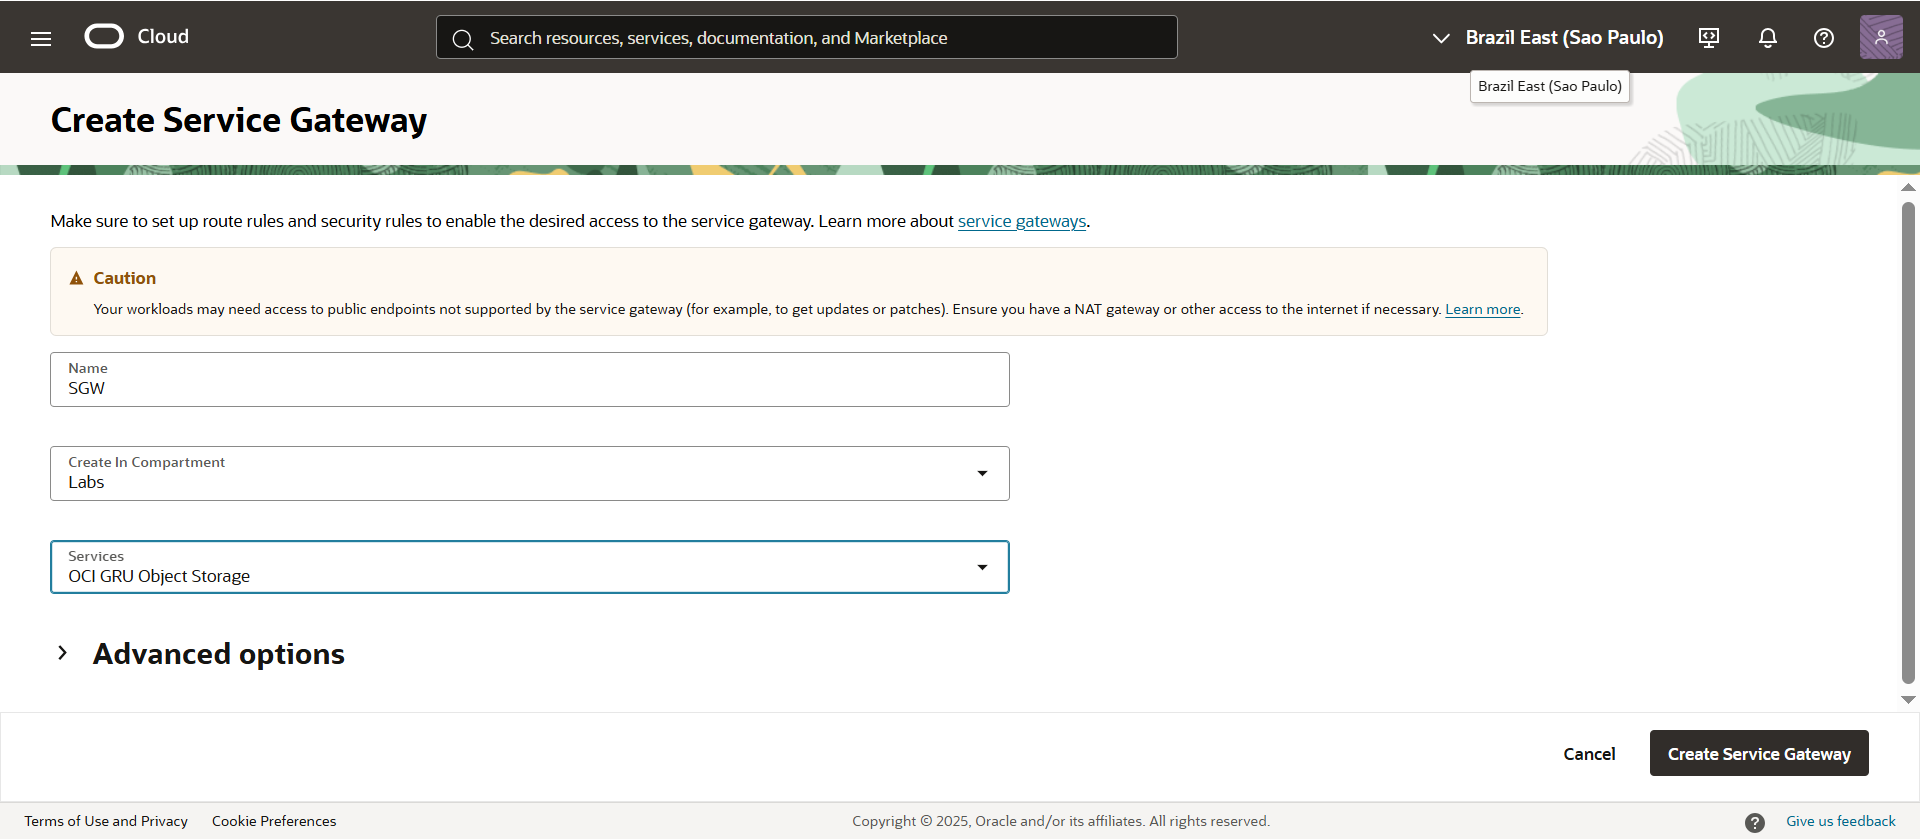 Cloud
Search resources, services, documentation, and Marketplace
Brazil East (Sao Paulo)
Brazil East (Sao Paulo)
Create Service Gateway
Make sure to set up route rules and security rules to enable the desired access to the service gateway. Learn more about service gateways.
Caution
Your workloads may need access to public endpoints not supported by the service gateway (for example, to get updates or patches). Ensure you have a NAT gateway or other access to the internet if necessary. Learn more.
Name
SGW
Create In Compartment
Labs
Services
OCI GRU Object Storage
Advanced options
Cancel
Create Service Gateway
Terms of Use and Privacy
Cookie Preferences
Copyright © 2025, Oracle and/or its affiliates. All rights reserved.
Give us feedback